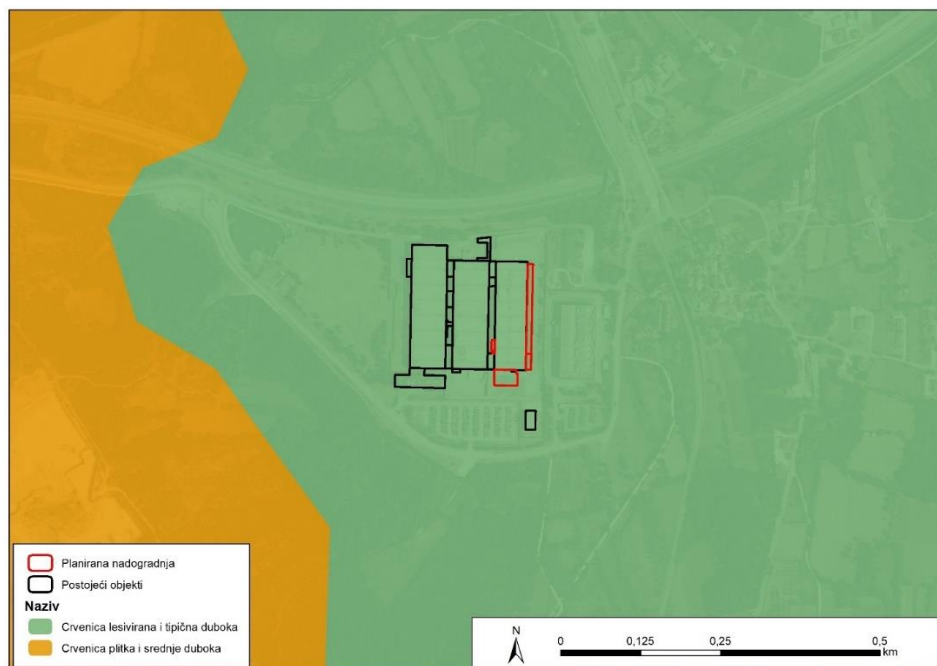 Planirana nadogradnja
Postojeći objekti
Naziv
Crvenica lesivirana i tipična duboka
Crvenica plitka i srednje duboka
N
0 0,125 0,25 0,5
km